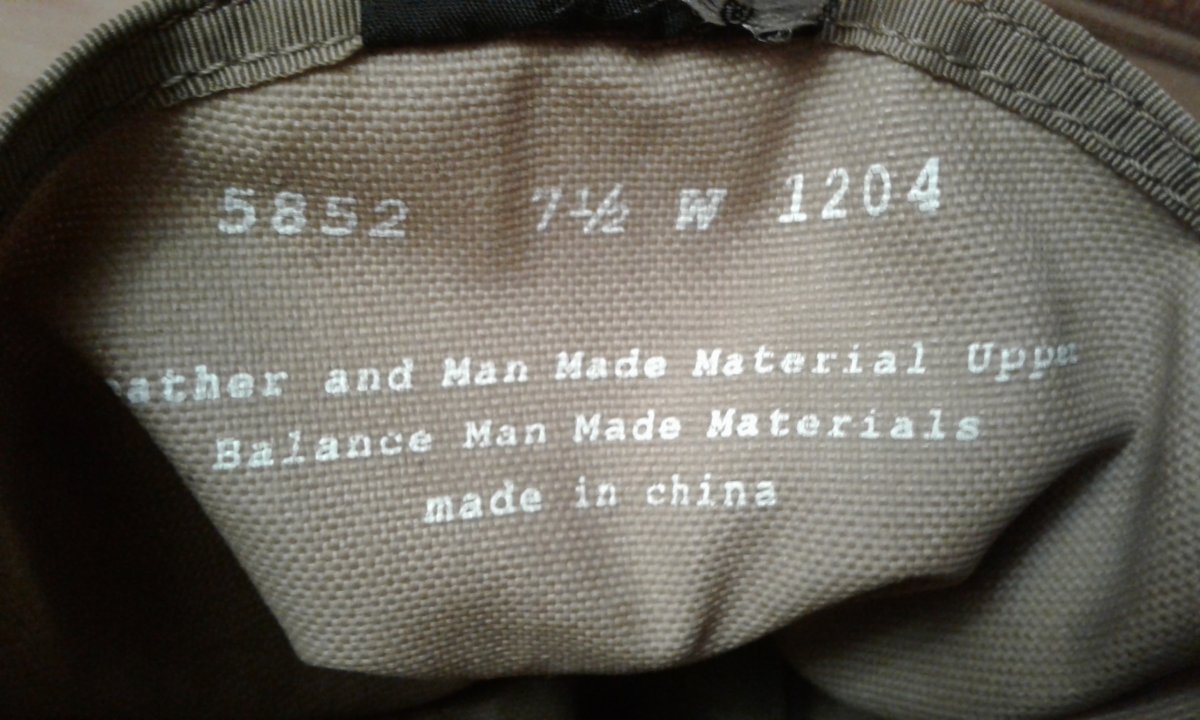 5852 7½ W 1204
and Man Made Material
Balance Man Made Materials
made in china